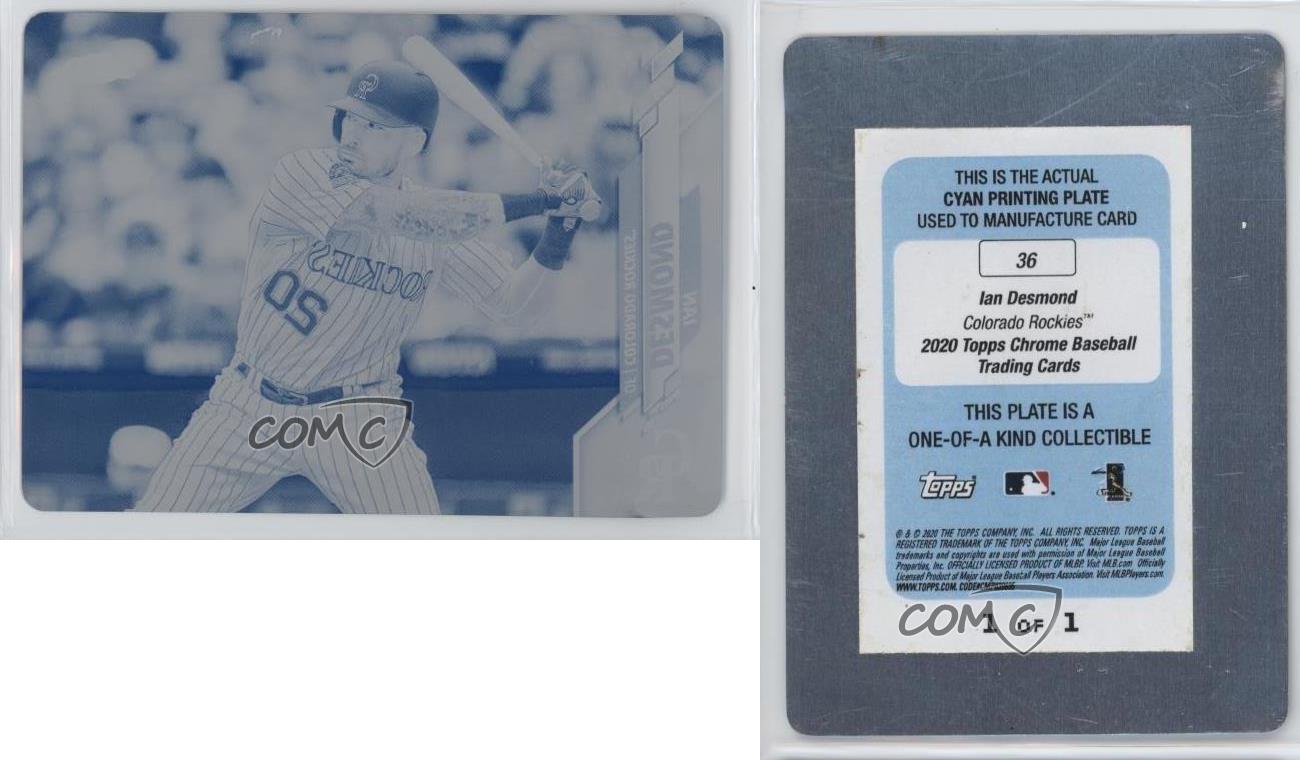 ROCKIES
20
OF | COLORADO ROCKIES
IAN
DESMOND
COMC
THIS IS THE ACTUAL
CYAN PRINTING PLATE
USED TO MANUFACTURE CARD
36
Ian Desmond
Colorado Rockies™
2020 Topps Chrome Baseball
Trading Cards
THIS PLATE IS A
ONE-OF-A KIND COLLECTIBLE
topps
® & © 2020 THE TOPPS COMPANY, INC. ALL RIGHTS RESERVED. TOPPS IS A
REGISTERED TRADEMARK OF THE TOPPS COMPANY, INC. Major League Baseball
trademarks and copyrights are used with permission of Major League Baseball
Properties, Inc. OFFICIALLY LICENSED PRODUCT OF MLBP. Visit MLB.com Officially
Licensed Product of Major League Baseball Players Association. Visit MLBPlayers.com.
WWW.TOPPS.COM.
COMC
1 OF 1